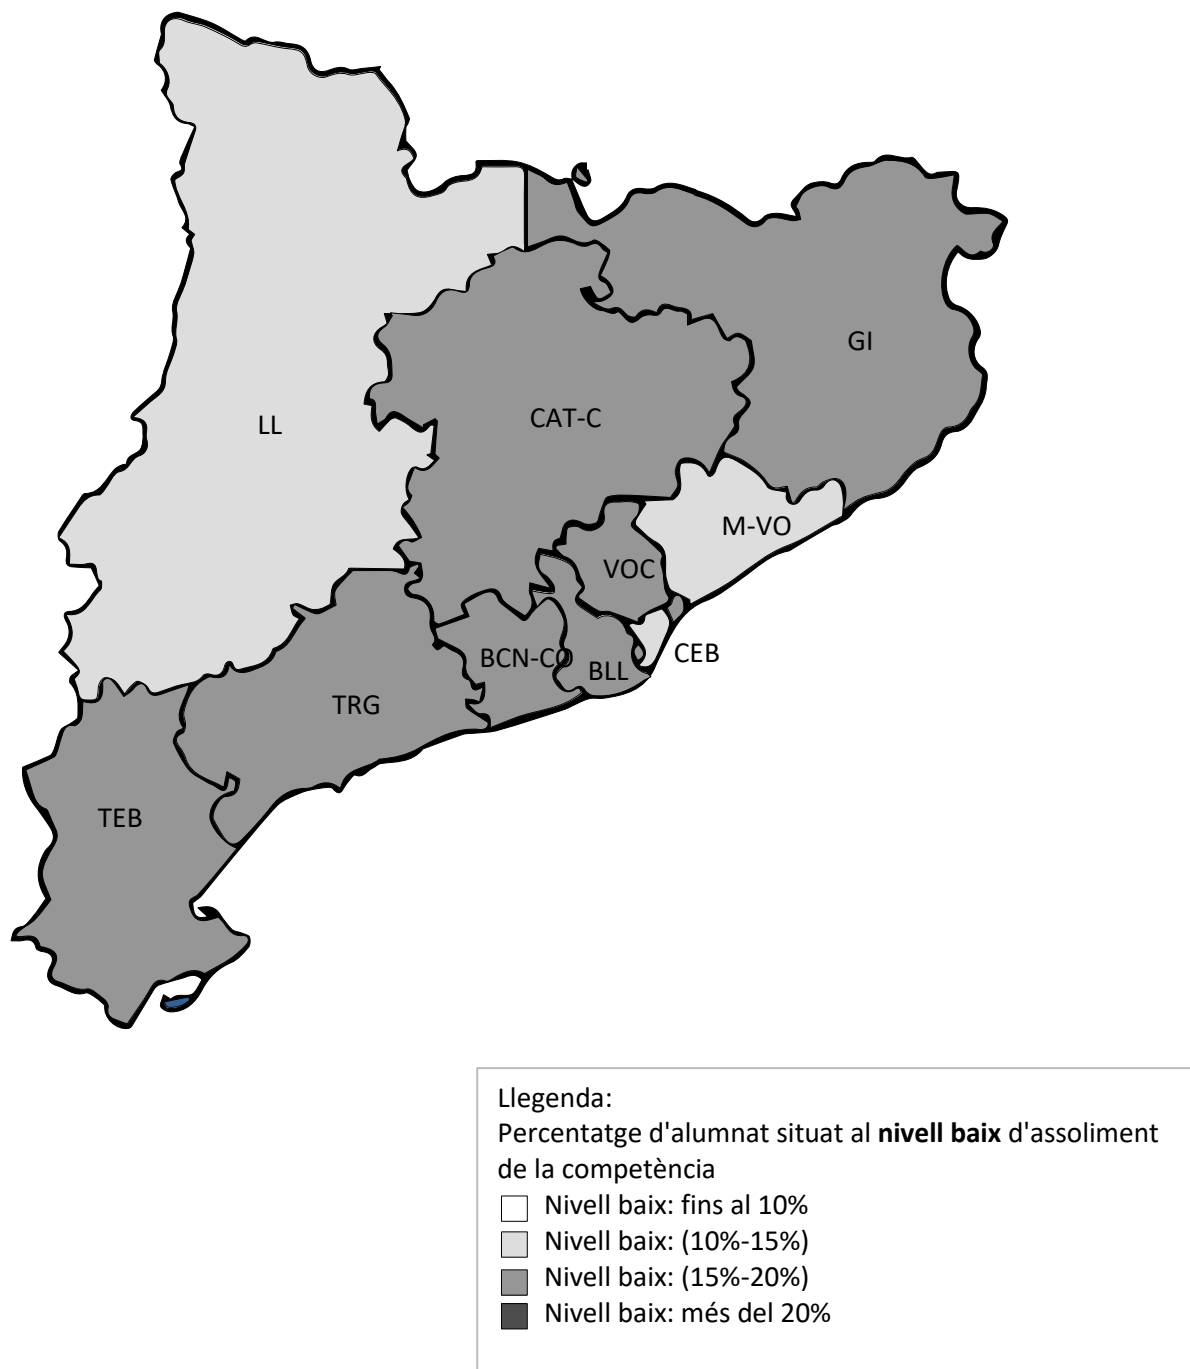 GI
CAT-C
LL
M-VO
VOC
CEB
BCN-CO
BLL
TRG
TEB
Llegenda:
Percentatge d'alumnat situat al nivell baix d'assoliment
de la competència
Nivell baix: fins al 10%
Nivell baix: (10%-15%)
Nivell baix: (15%-20%)
Nivell baix: més del 20%